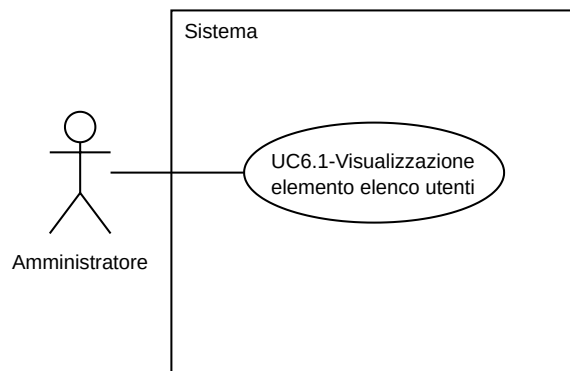 Sistema
UC6.1-Visualizzazione
elemento elenco utenti
Amministratore